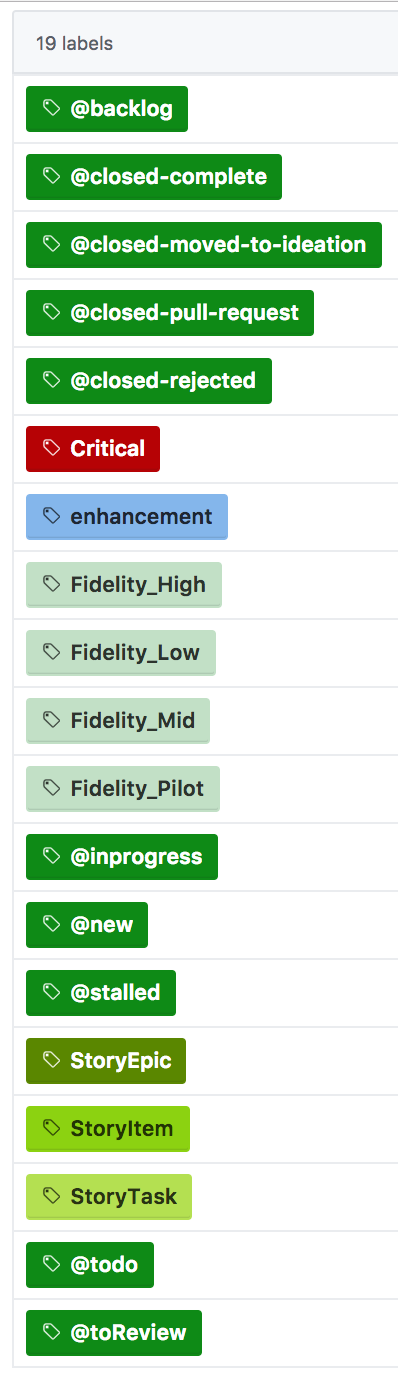 19 labels
@backlog
@closed-complete
@closed-moved-to-ideation
@closed-pull-request
@closed-rejected
Critical
enhancement
Fidelity_High
Fidelity_Low
Fidelity_Mid
Fidelity_Pilot
@inprogress
@new
@stalled
StoryEpic
StoryItem
StoryTask
@todo
@toReview